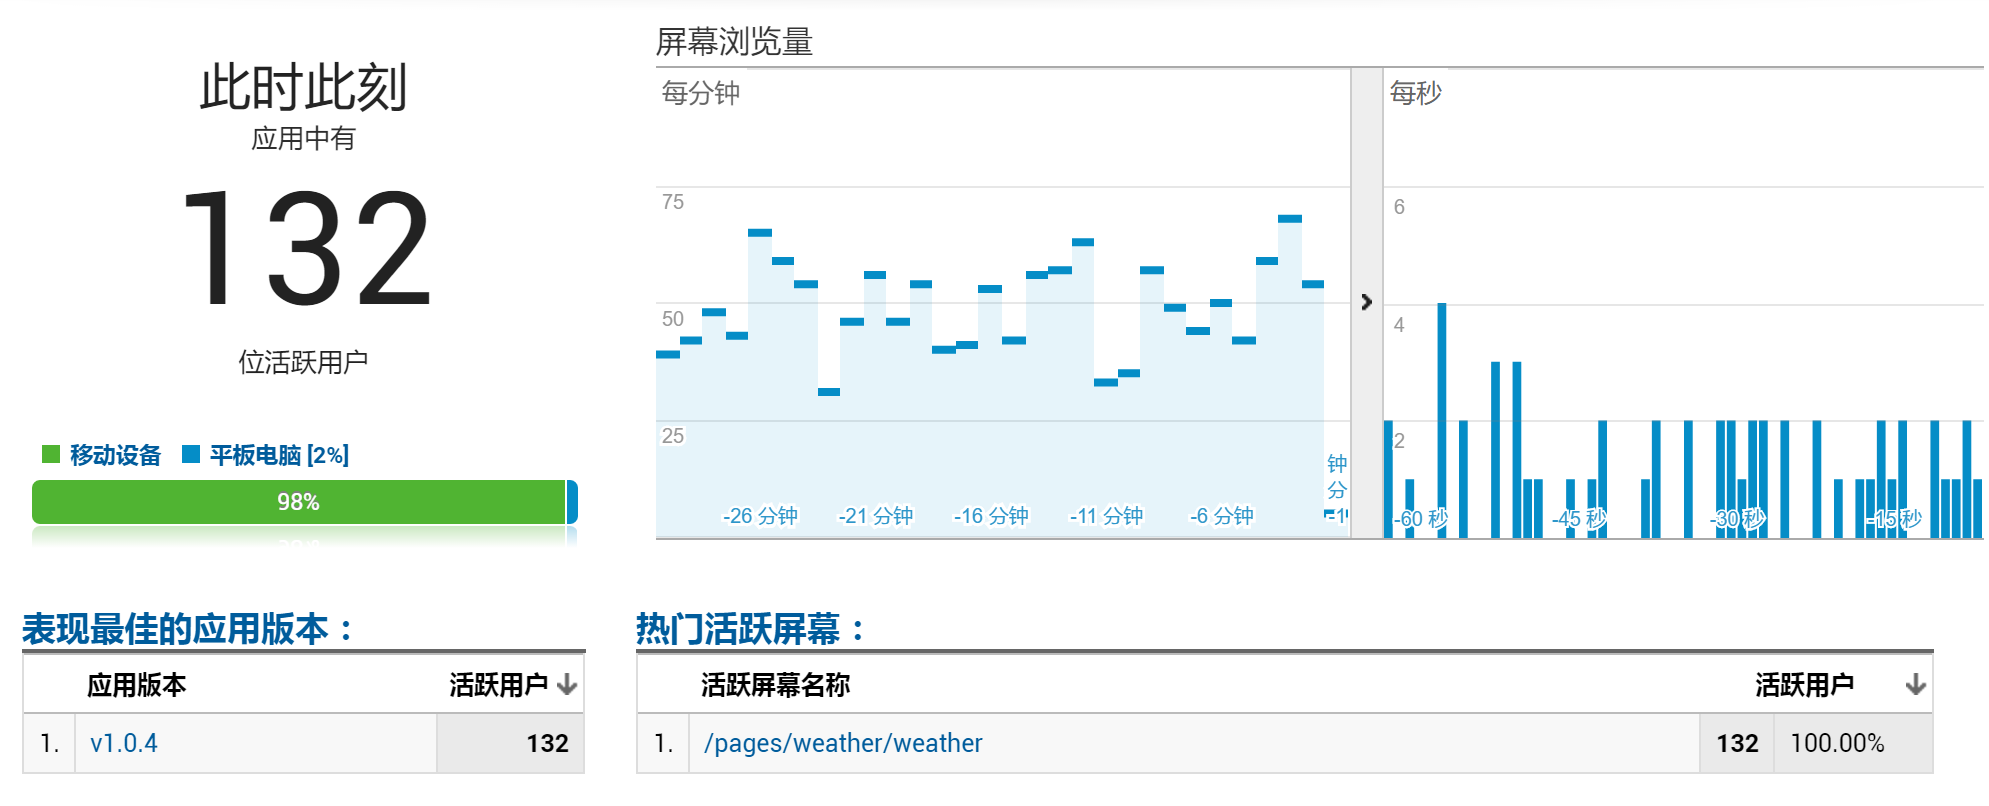 此时此刻
应用中有
132
位活跃用户
移动设备 平板电脑 [2%]
98%
屏幕浏览量
每分钟
75
50
25
-26 分钟 -21 分钟 -16 分钟 -11 分钟 -6 分钟 -1 分钟
每秒
6
4
2
-60 秒 -45 秒 -30 秒 -15 秒
表现最佳的应用版本：
应用版本 活跃用户
1. v1.0.4 132
热门活跃屏幕：
活跃屏幕名称 活跃用户
1. /pages/weather/weather 132 100.00%